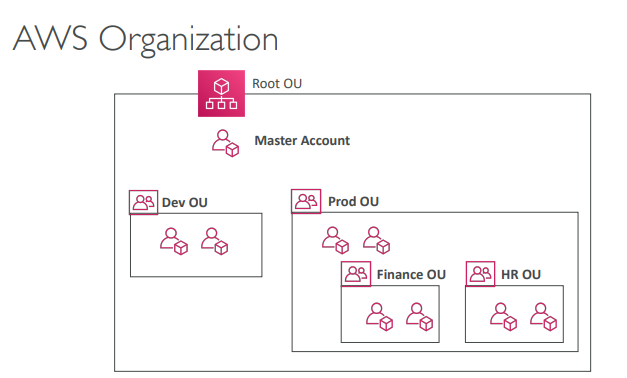 AWS Organization
Root OU
Master Account
Dev OU
Prod OU
Finance OU
HR OU